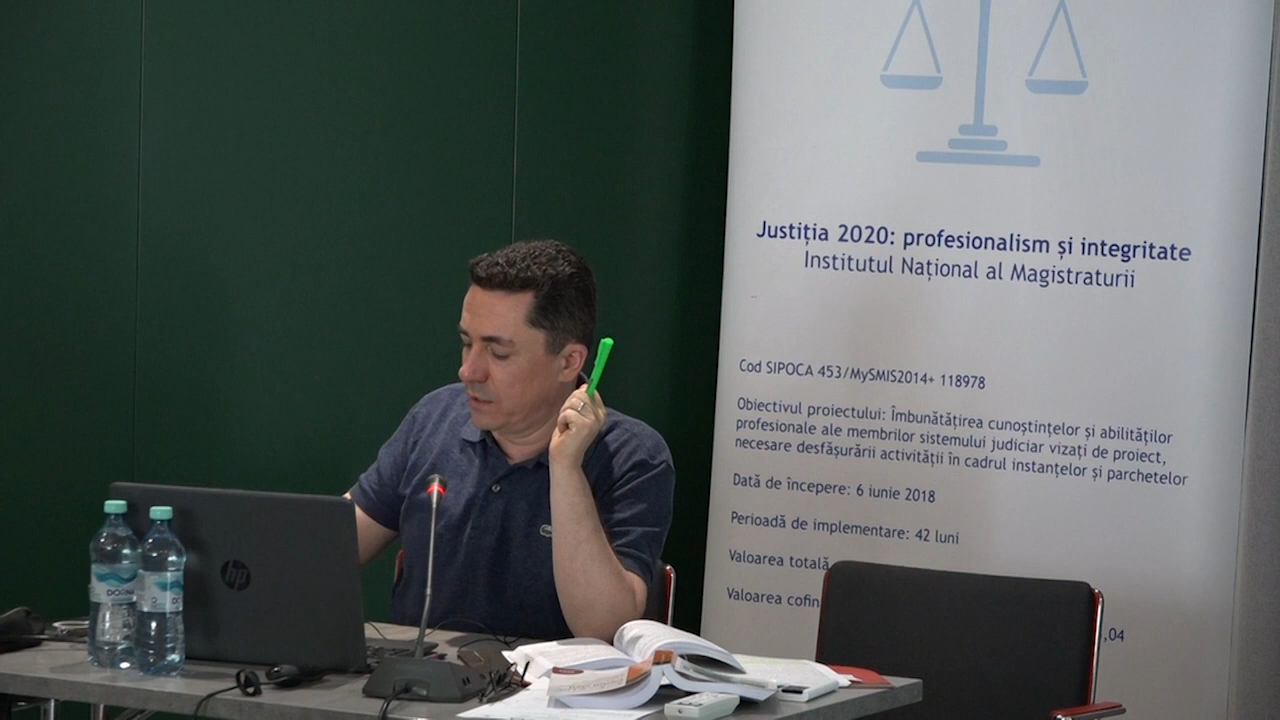 Justiția 2020: profesionalism și integritate
Institutul Național al Magistraturii
Cod SIPOCA 453/MySMIS2014+ 118978
Obiectivul proiectului: Îmbunătățirea cunoștințelor și abilităților
profesionale ale membrilor sistemului judiciar vizați de proiect,
necesare desfășurării activității în cadrul instanțelor și parchetelor
Dată de începere: 6 iunie 2018
Perioadă de implementare: 42 luni
Valoarea totală
Valoarea
,04
hp
DORNA